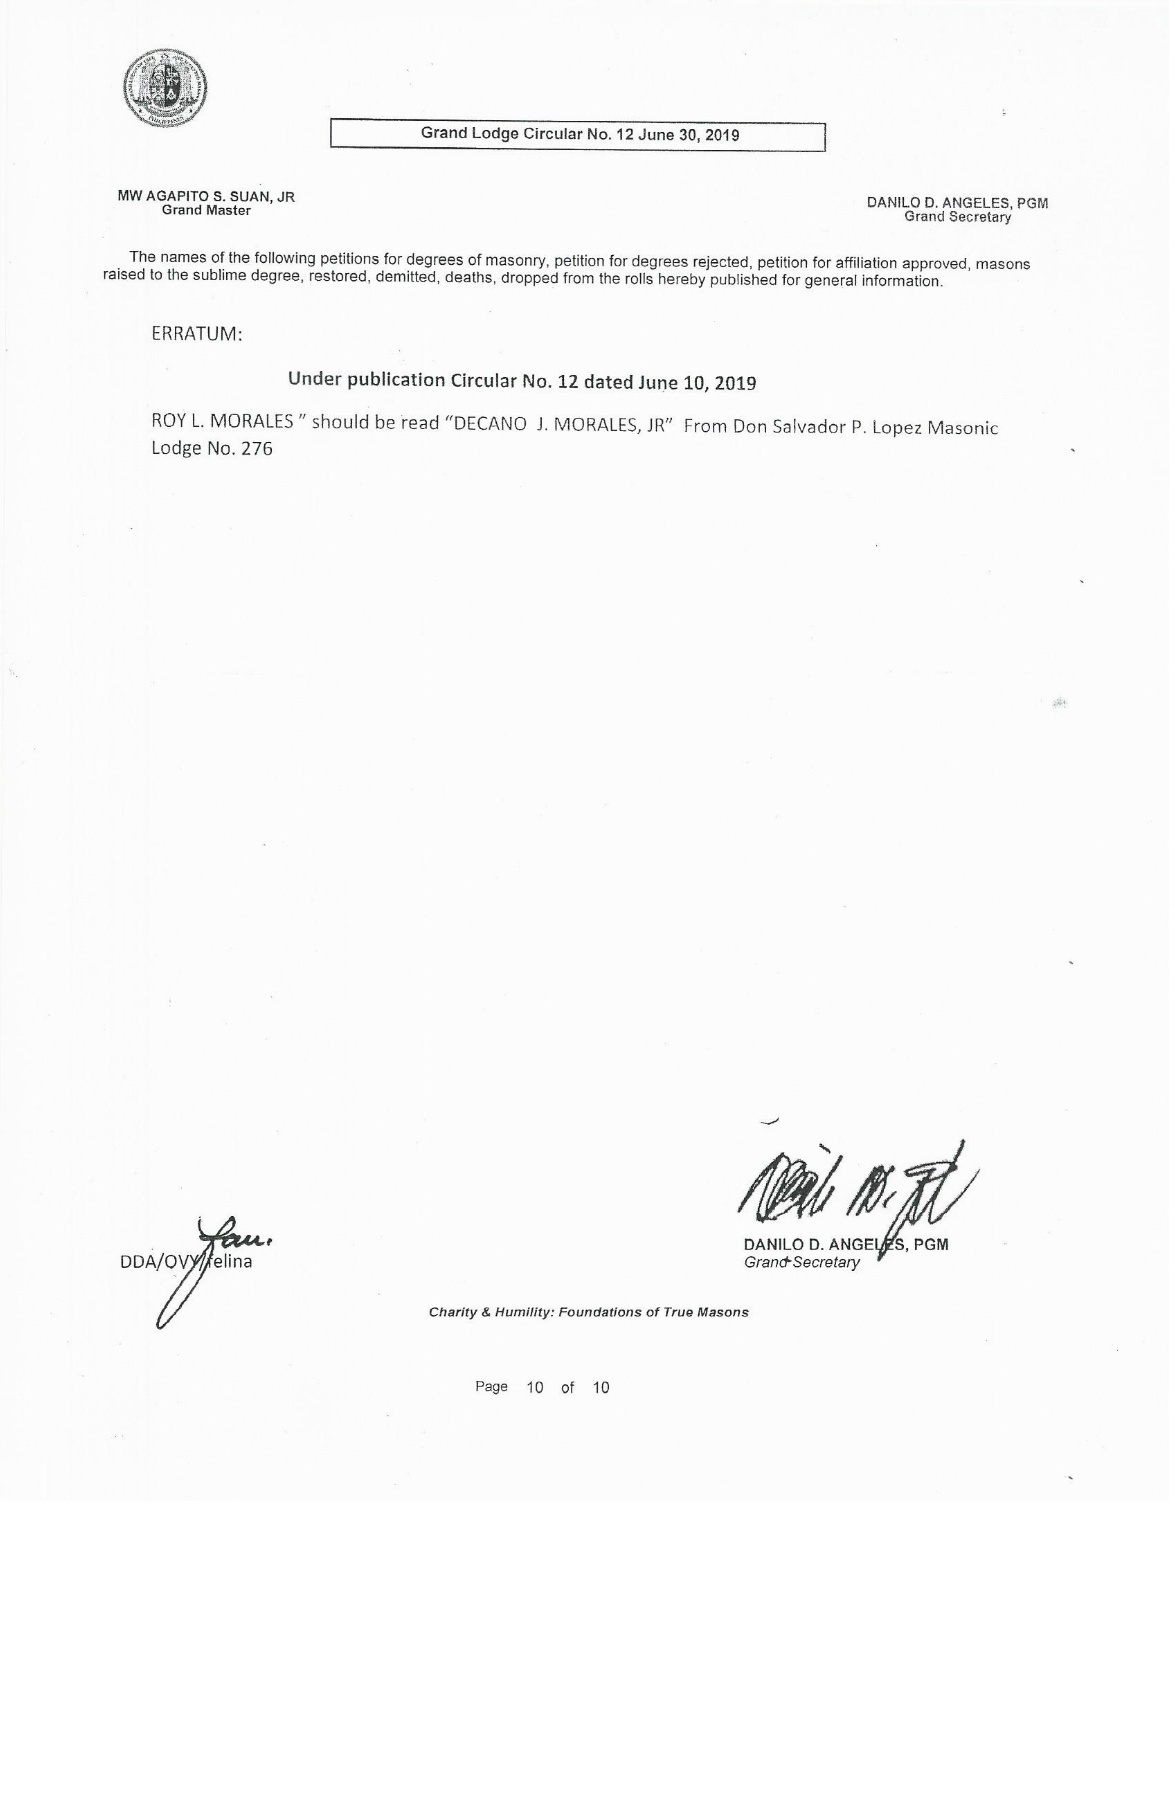 Grand Lodge Circular No. 12 June 30, 2019
MW AGAPITO S. SUAN, JR
Grand Master
DANILO D. ANGELES, PGM
Grand Secretary
The names of the following petitions for degrees of masonry, petition for degrees rejected, petition for affiliation approved, masons
raised to the sublime degree, restored, demitted, deaths, dropped from the rolls hereby published for general information.
ERRATUM:
Under publication Circular No. 12 dated June 10, 2019
ROY L. MORALES ” should be read “DECANO J. MORALES, JR” From Don Salvador P. Lopez Masonic
Lodge No. 276
DDA/OVY/felina
DANILO D. ANGELES, PGM
Grand Secretary
Charity & Humility: Foundations of True Masons
Page 10 of 10